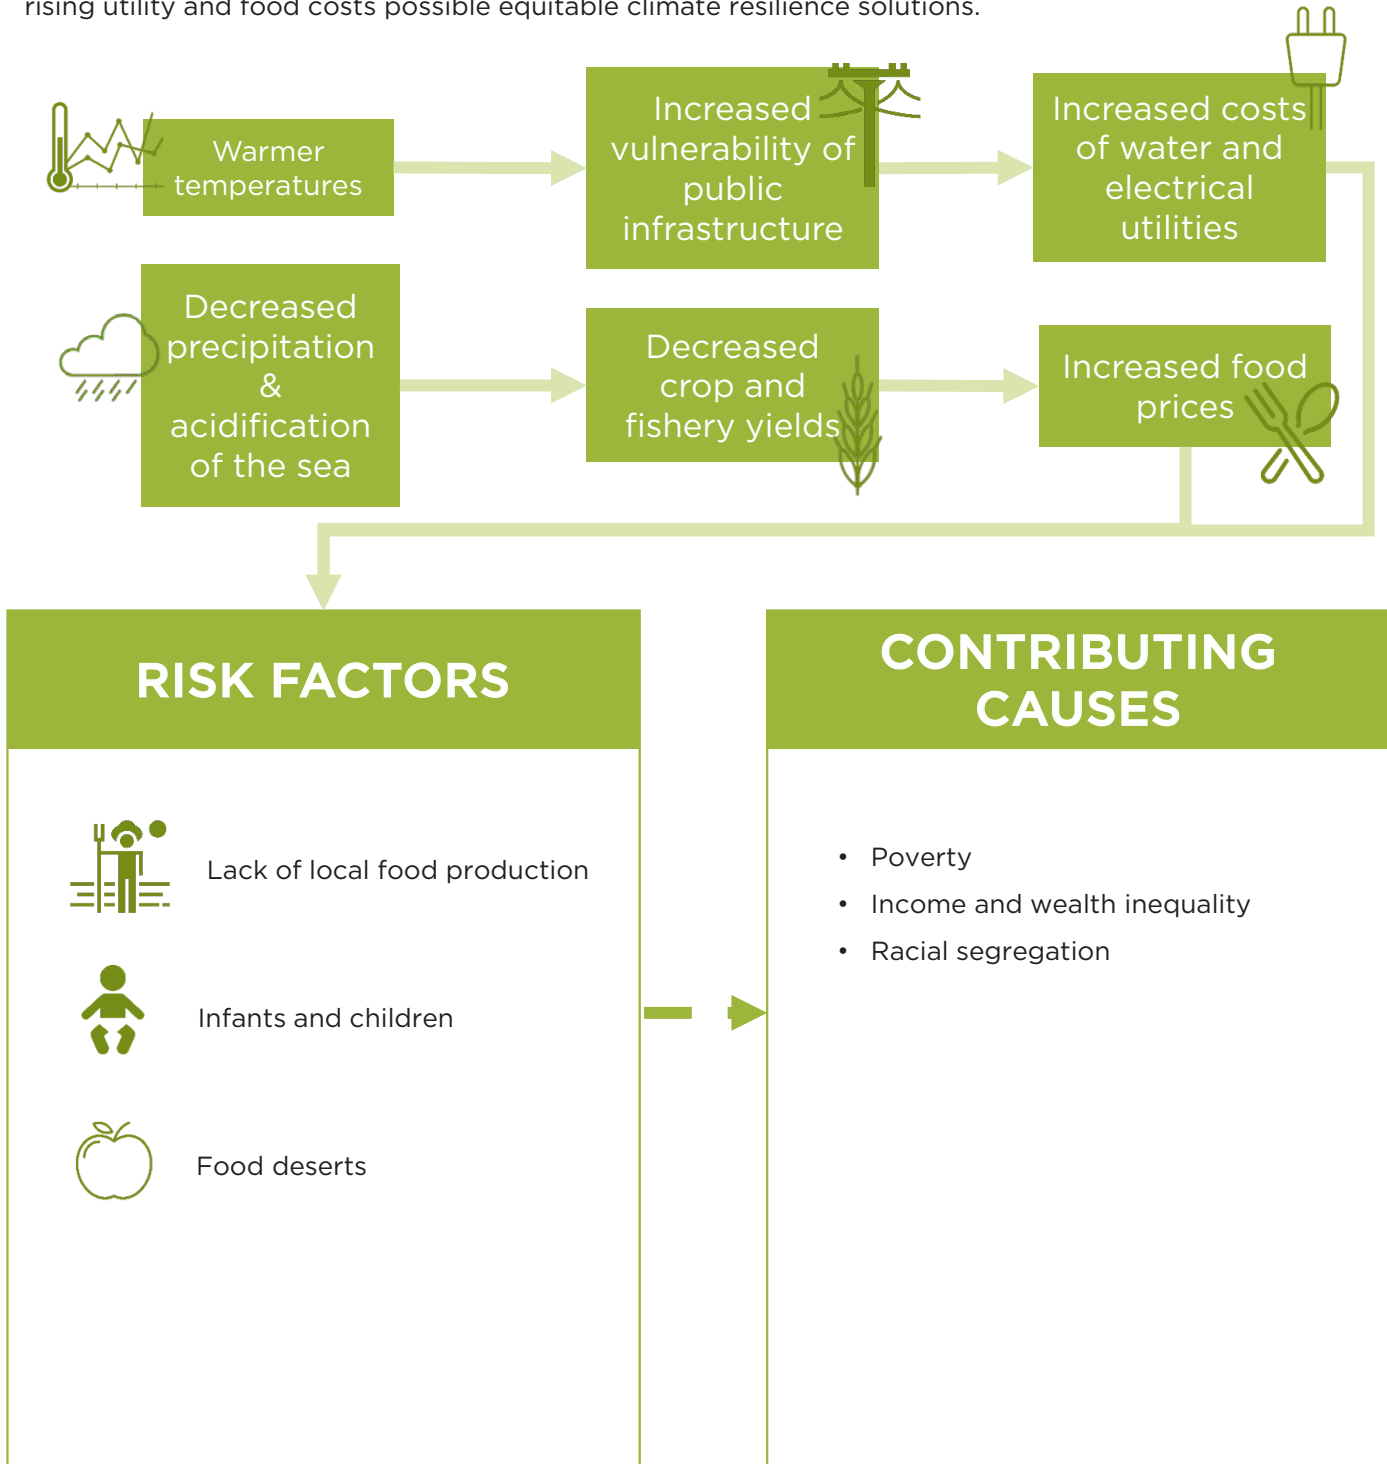 rising utility and food costs possible equitable climate resilience solutions.
Warmer
temperatures
Increased
vulnerability of
public
infrastructure
Increased costs
of water and
electrical
utilities
Decreased
precipitation
&
acidification
of the sea
Decreased
crop and
fishery yields
Increased food
prices
RISK FACTORS
Lack of local food production
Infants and children
Food deserts
CONTRIBUTING
CAUSES
• Poverty
• Income and wealth inequality
• Racial segregation